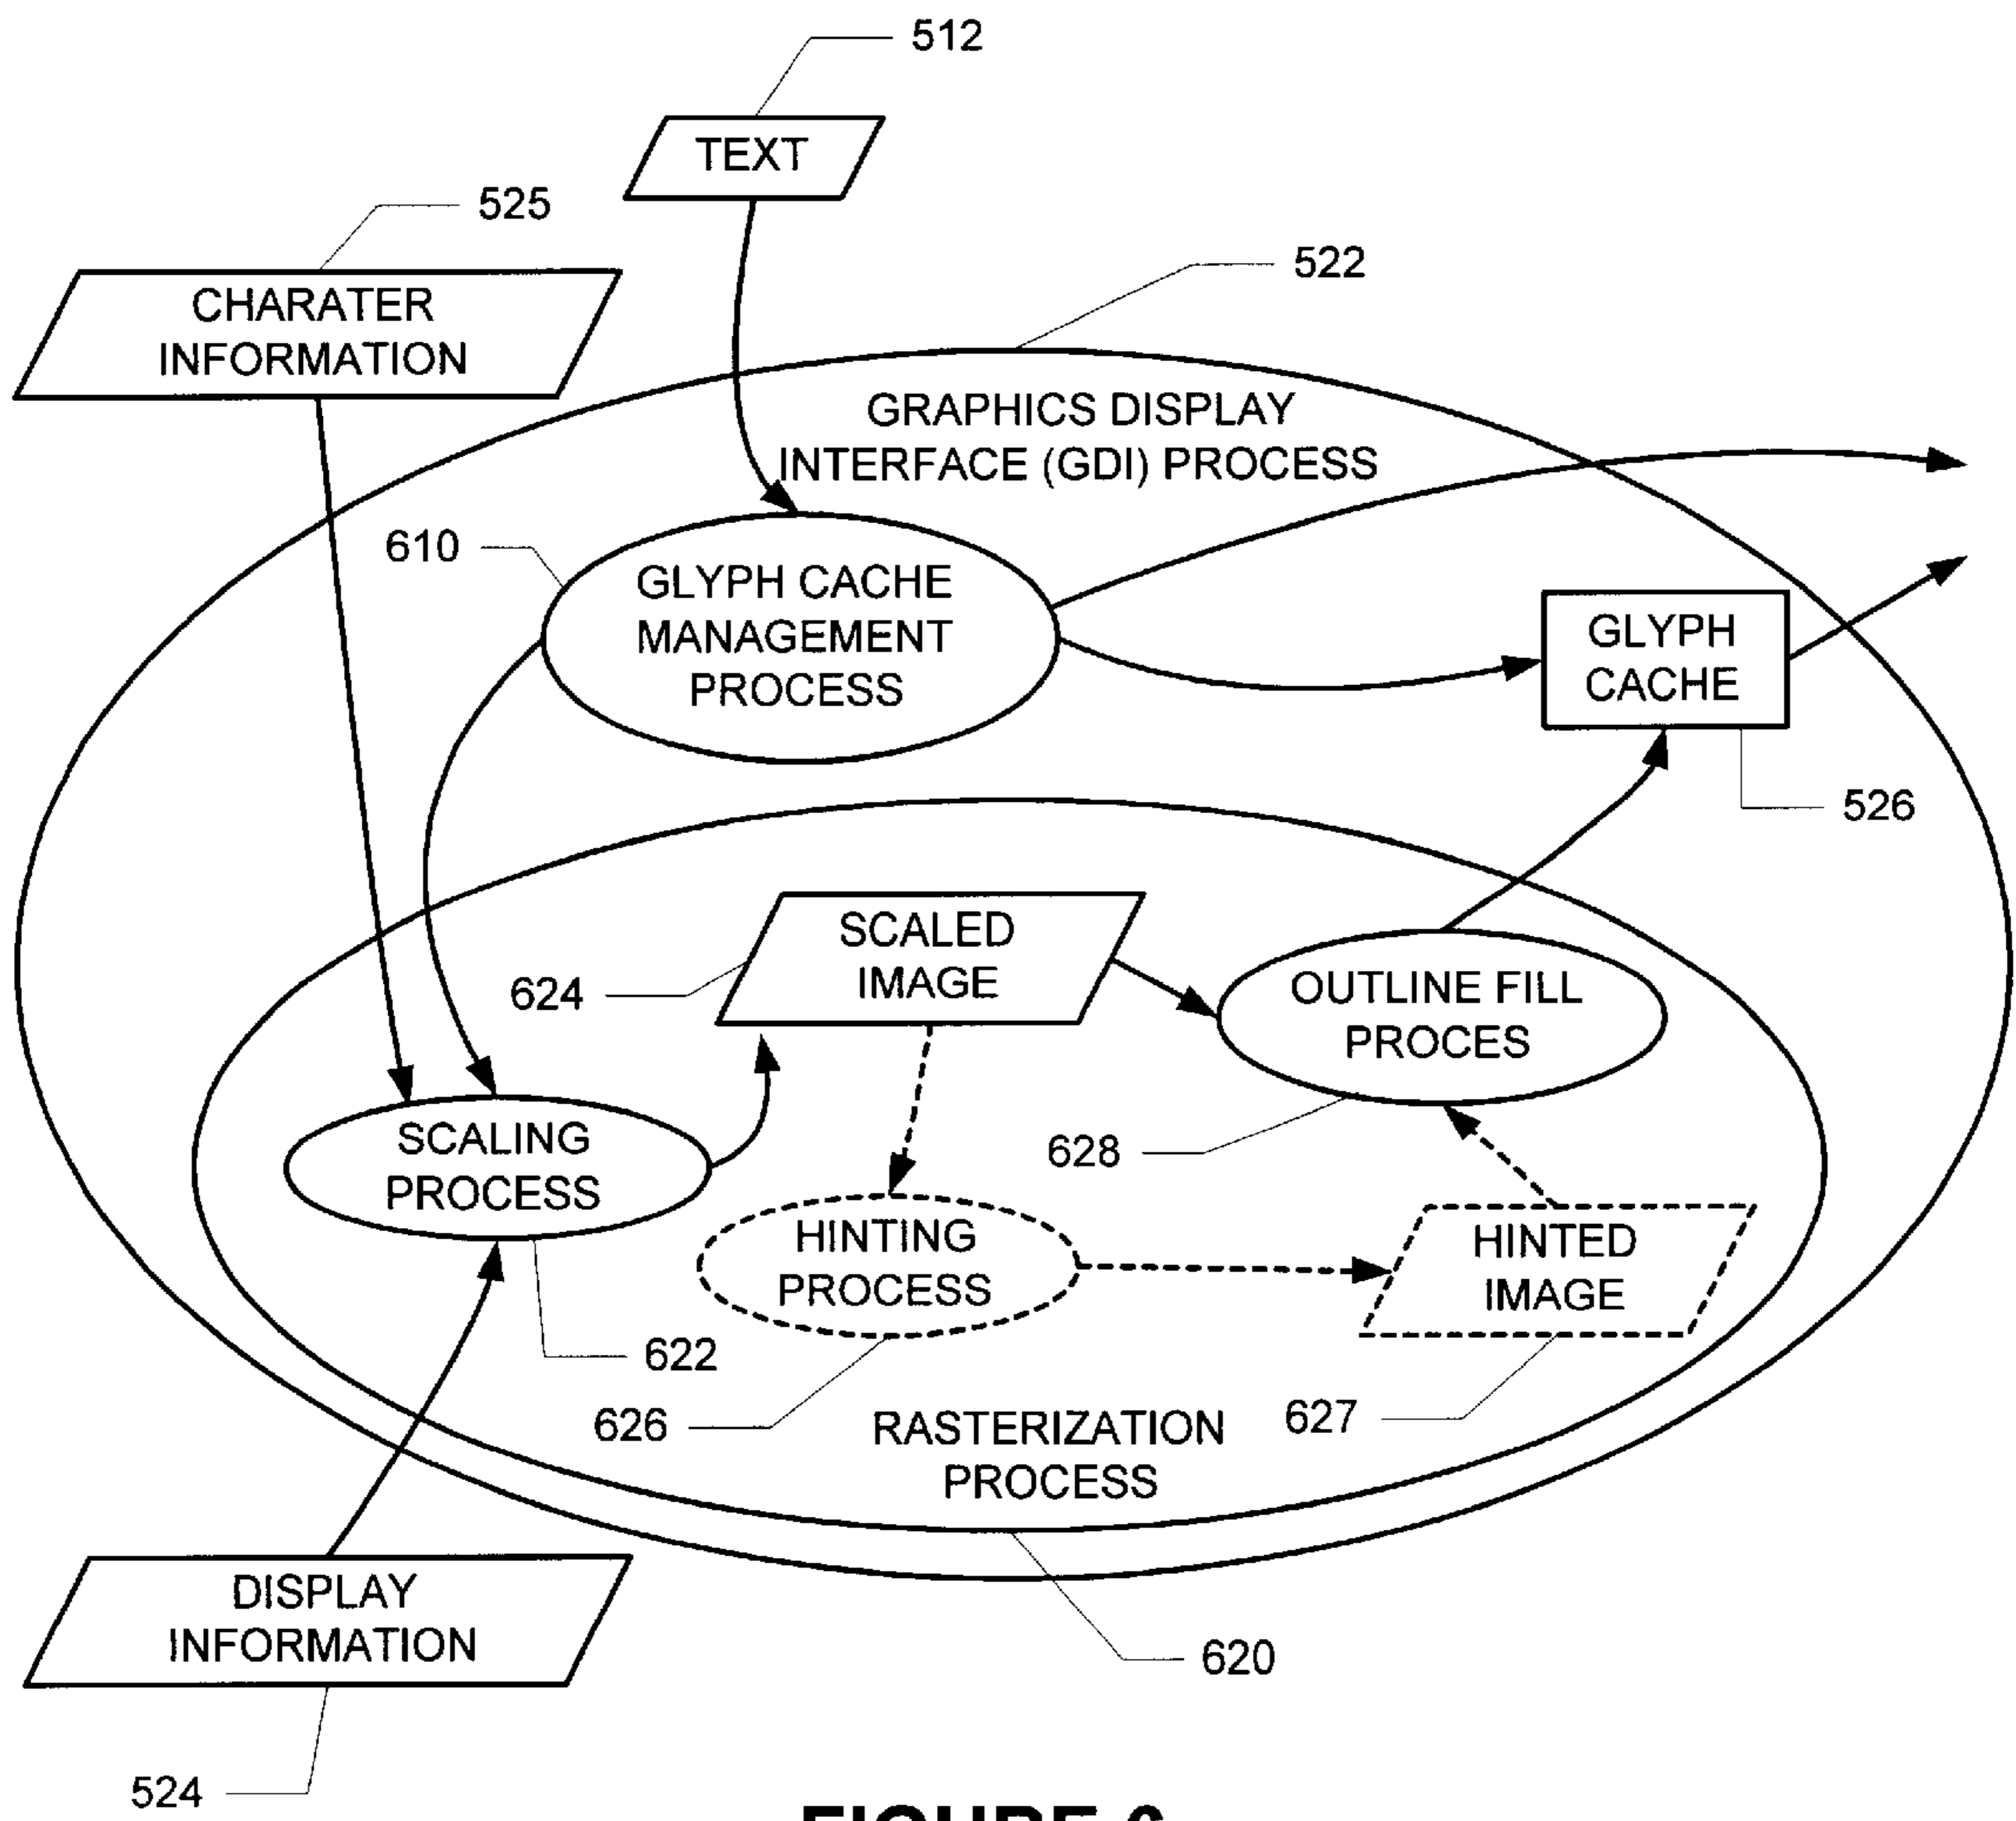 512
TEXT
525
CHARATER
INFORMATION
522
GRAPHICS DISPLAY
INTERFACE (GDI) PROCESS
610
GLYPH CACHE
MANAGEMENT
PROCESS
GLYPH
CACHE
526
SCALED
IMAGE
624
OUTLINE FILL
PROCES
628
SCALING
PROCESS
622
HINTING
PROCESS
626
HINTED
IMAGE
627
RASTERIZATION
PROCESS
620
DISPLAY
INFORMATION
524
FIGURE 6